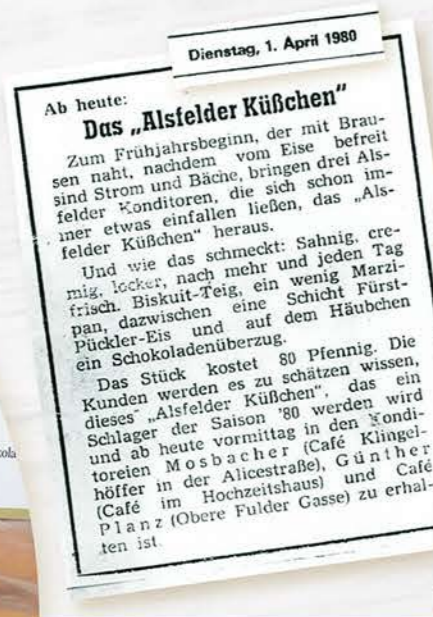 Dienstag, 1. April 1980
Ab heute:
Das „Alsfelder Küßchen“
Zum Frühjahrsbeginn, der mit Brau-
sen naht, nachdem vom Eise befreit
sind Strom und Bäche, bringen drei Als-
felder Konditoren, die sich schon im-
mer etwas einfallen ließen, das „Als-
felder Küßchen“ heraus.
Und wie das schmeckt: Sahnig, cre-
mig, locker, nach mehr und jeden Tag
frisch. Biskuit-Teig, ein wenig Marzi-
pan, dazwischen eine Schicht Fürst-
Pückler-Eis und auf dem Häubchen
ein Schokoladenüberzug.
Das Stück kostet 80 Pfennig. Die
Kunden werden es zu schätzen wissen,
dieses „Alsfelder Küßchen“, das ein
Schlager der Saison '80 werden wird
und ab heute vormittag in den Kondi-
toreien Mosbacher (Café Klingel-
höffer in der Alicestraße), Günther
(Café im Hochzeitshaus) und Café
Planz (Obere Fulder Gasse) zu erhal-
ten ist.